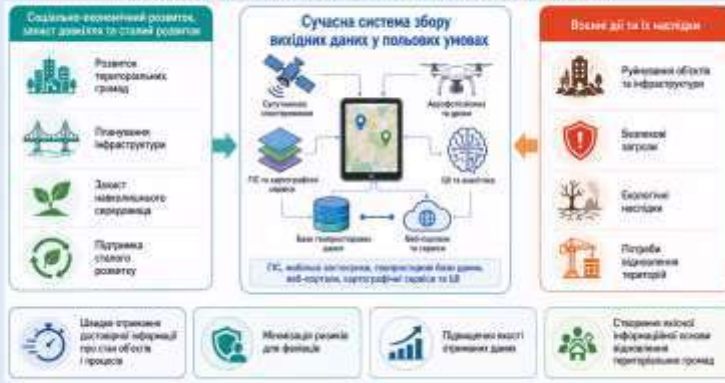 Соціально-економічний розвиток,
захист довкілля та сталий розвиток
Розвиток
територіальних
громад
Планування
інфраструктури
Захист
навколишнього
середовища
Підтримка
сталого
розвитку
Сучасна система збору
вихідних даних у польових умовах
Супутникове
спостереження
Аерофотозйомка
та дрони
ГІС та картографічні
сервіси
ШІ та аналітика
Бази геопросторових
даних
Веб-портали
та сервіси
ГІС, мобільні застосунки, геопросторові бази даних,
веб-портали, картографічні сервіси та ШІ
Воєнні дії та їх наслідки
Руйнування об'єктів
та інфраструктури
Безпекові
загрози
Екологічні
наслідки
Потреби
відновлення
територій
Швидке отримання
достовірної інформації
про стан об'єктів
і процесів
Мінімізація ризиків
для фахівців
Підвищення якості
отриманих даних
Створення якісної
інформаційної основи
відновлення
територіальних громад